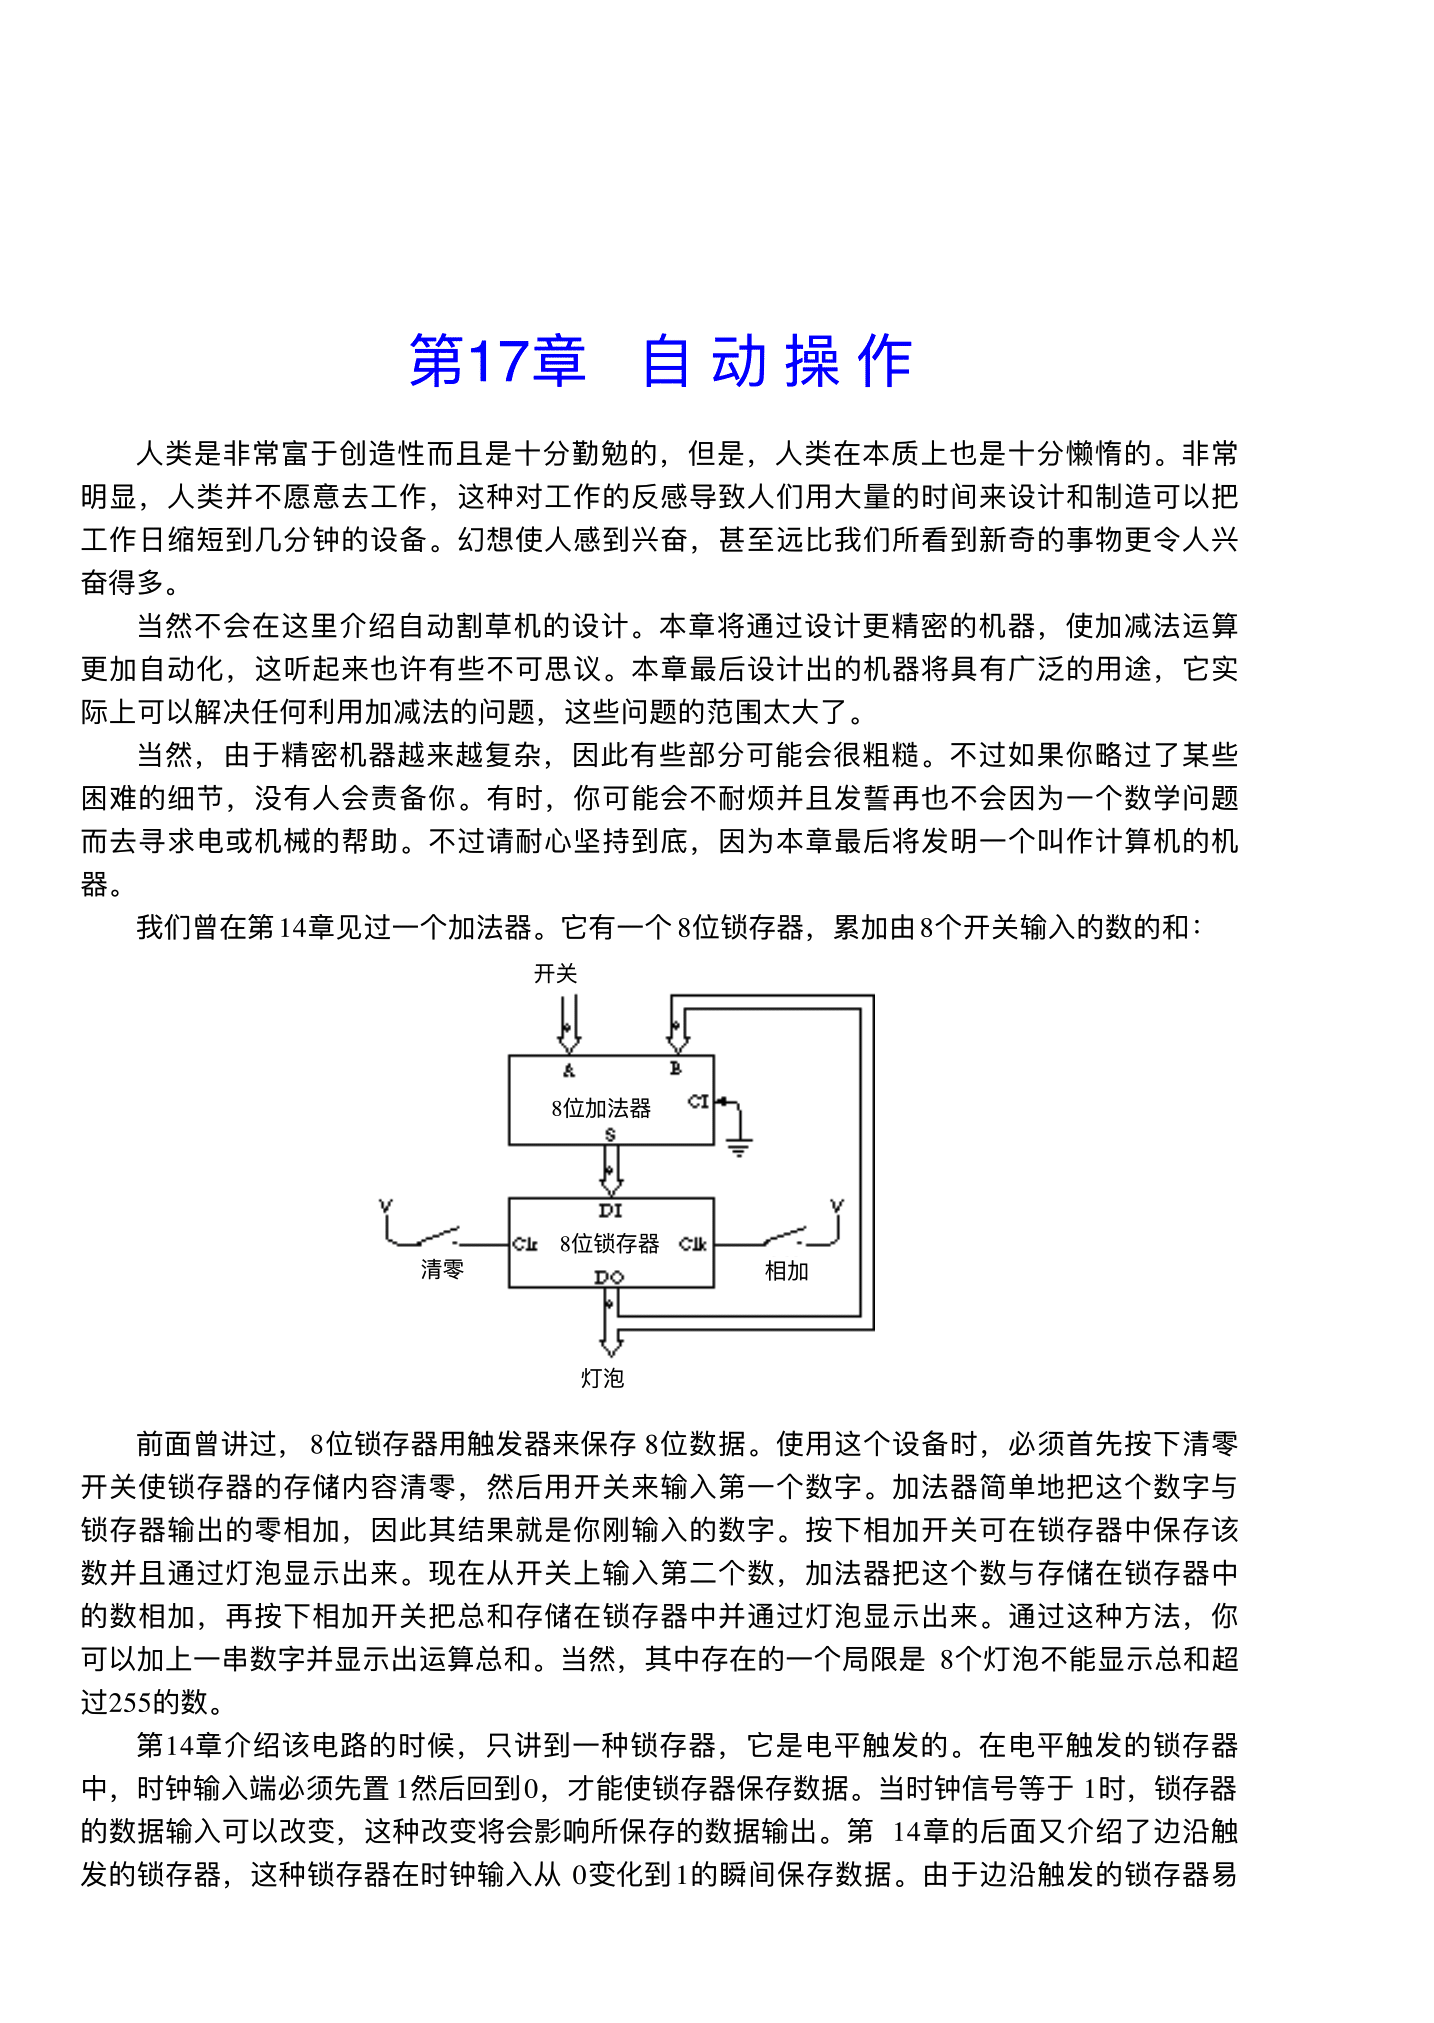 第17章 自动操作
人类是非常富于创造性而且是十分勤勉的，但是，人类在本质上也是十分懒惰的。非常
明显，人类并不愿意去工作，这种对工作的反感导致人们用大量的时间来设计和制造可以把
工作日缩短到几分钟的设备。幻想使人感到兴奋，甚至远比我们所看到新奇的事物更令人兴
奋得多。
当然不会在这里介绍自动割草机的设计。本章将通过设计更精密的机器，使加减法运算
更加自动化，这听起来也许有些不可思议。本章最后设计出的机器将具有广泛的用途，它实
际上可以解决任何利用加减法的问题，这些问题的范围太大了。
当然，由于精密机器越来越复杂，因此有些部分可能会很粗糙。不过如果你略过了某些
困难的细节，没有人会责备你。有时，你可能会不耐烦并且发誓再也不会因为一个数学问题
而去寻求电或机械的帮助。不过请耐心坚持到底，因为本章最后将发明一个叫作计算机的机
器。
我们曾在第14章见过一个加法器。它有一个8位锁存器，累加由8个开关输入的数的和：
开关
A B
8位加法器 CI
S
V DI V
Clr 8位锁存器 Clk
清零 DO 相加
灯泡
前面曾讲过，8位锁存器用触发器来保存8位数据。使用这个设备时，必须首先按下清零
开关使锁存器的存储内容清零，然后用开关来输入第一个数字。加法器简单地把这个数字与
锁存器输出的零相加，因此其结果就是你刚输入的数字。按下相加开关可在锁存器中保存该
数并且通过灯泡显示出来。现在从开关上输入第二个数，加法器把这个数与存储在锁存器中
的数相加，再按下相加开关把总和存储在锁存器中并通过灯泡显示出来。通过这种方法，你
可以加上一串数字并显示出运算总和。当然，其中存在的一个局限是 8个灯泡不能显示总和超
过255的数。
第14章介绍该电路的时候，只讲到一种锁存器，它是电平触发的。在电平触发的锁存器
中，时钟输入端必须先置1然后回到0，才能使锁存器保存数据。当时钟信号等于1时，锁存器
的数据输入可以改变，这种改变将会影响所保存的数据输出。第 14章的后面又介绍了边沿触
发的锁存器，这种锁存器在时钟输入从 0变化到1的瞬间保存数据。由于边沿触发的锁存器易